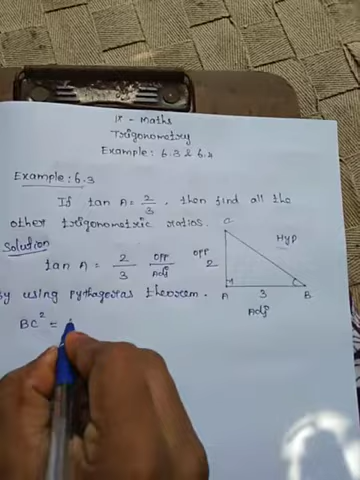 IX - Maths
Trigonometry
Example: 6.3 & 6.4
Example: 6.3
If tan A = 2/3, then find all the
other trigonometric ratios.
Solution
tan A = 2/3 opp/Adj
C
opp
2
Hyp
A
3
B
Adj
By using pythagoras theorem.
BC² =